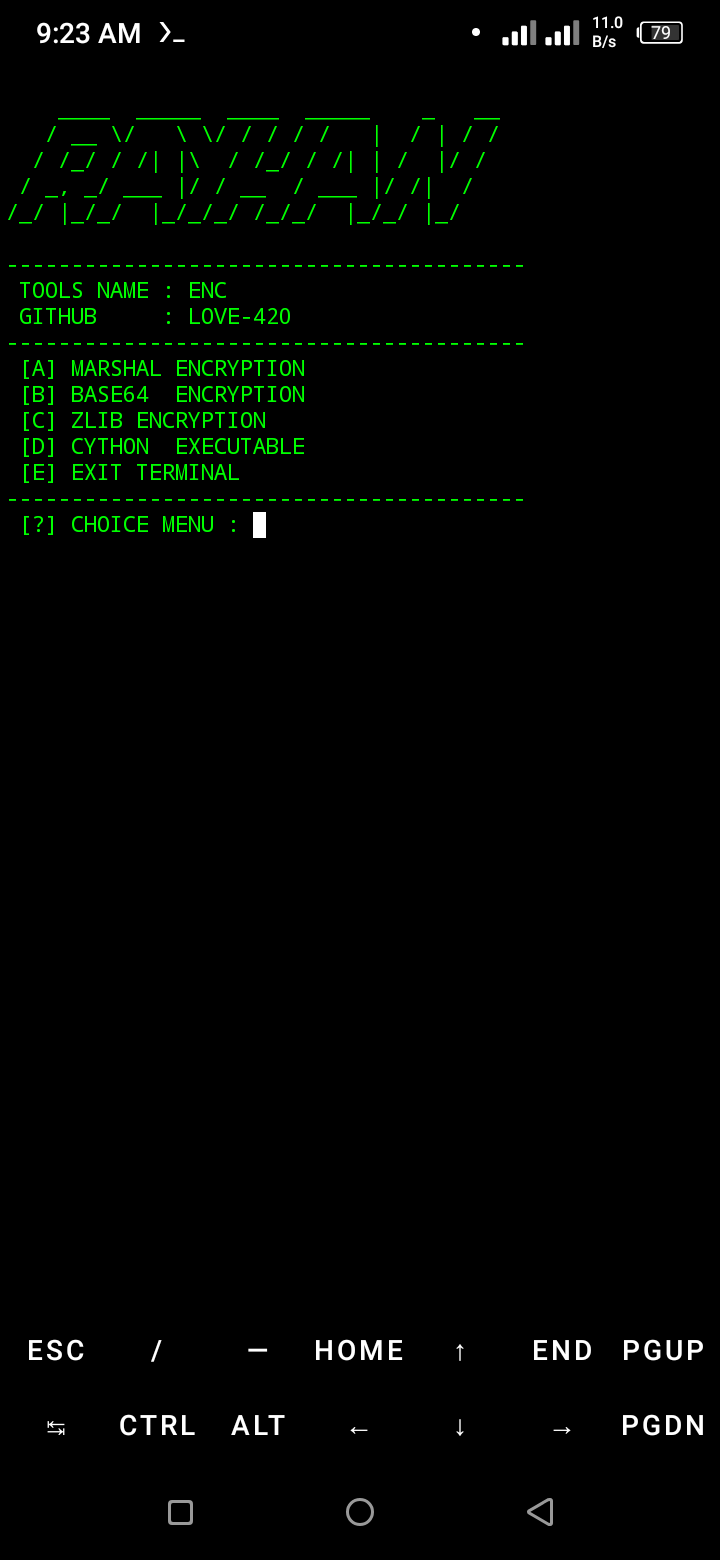 9:23 AM
11.0
B/s
79
RAYHAN
----------------------------------------
TOOLS NAME : ENC
GITHUB     : LOVE-420
----------------------------------------
[A] MARSHAL ENCRYPTION
[B] BASE64  ENCRYPTION
[C] ZLIB ENCRYPTION
[D] CYTHON  EXECUTABLE
[E] EXIT TERMINAL
----------------------------------------
[?] CHOICE MENU :
ESC / — HOME ↑ END PGUP
↹ CTRL ALT ← ↓ → PGDN